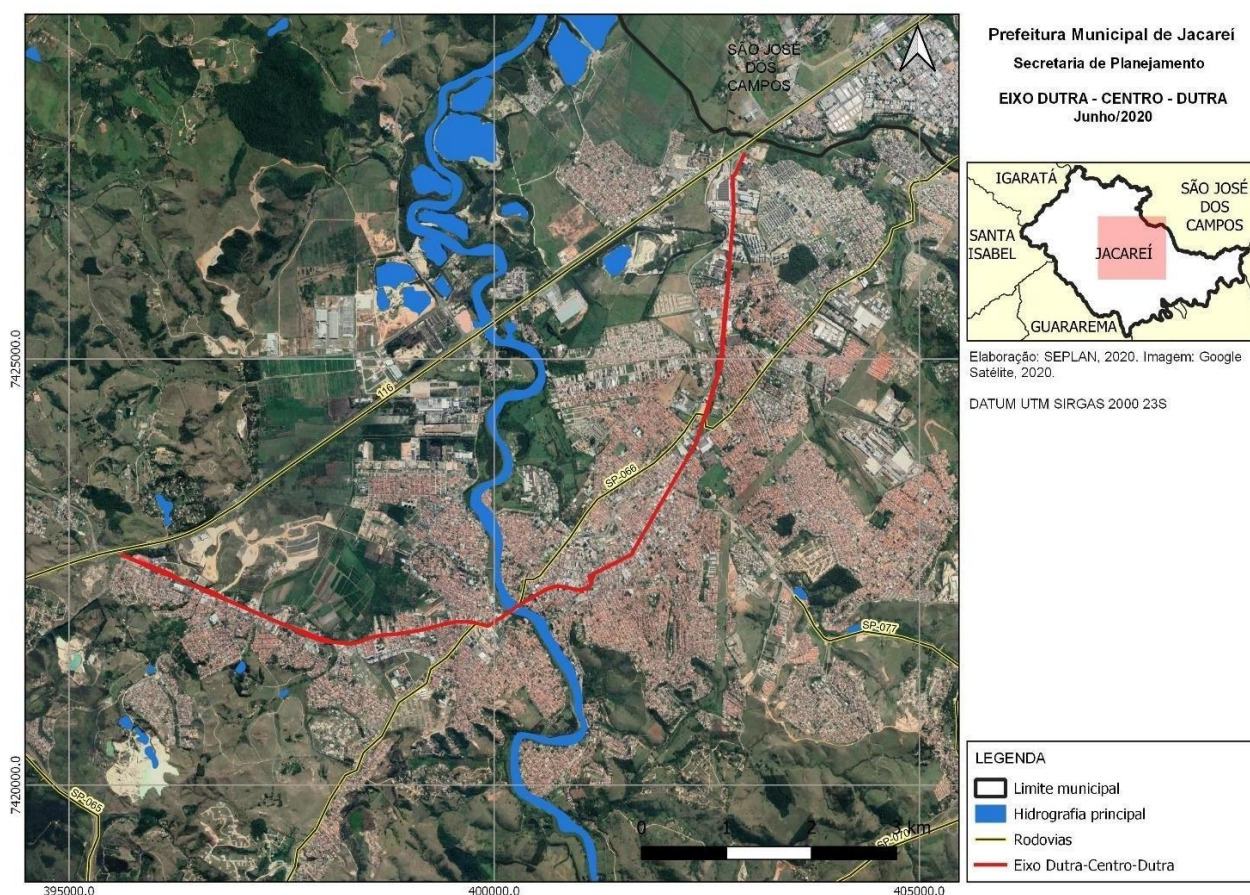 Prefeitura Municipal de Jacareí
Secretaria de Planejamento
EIXO DUTRA - CENTRO - DUTRA
Junho/2020
SÃO JOSÉ
DOS
CAMPOS
IGARATÁ
SÃO JOSÉ
DOS
CAMPOS
SANTA
ISABEL
JACAREÍ
GUARAREMA
Elaboração: SEPLAN, 2020. Imagem: Google
Satélite, 2020.
DATUM UTM SIRGAS 2000 23S
7425000.0
116
SP-066
SP-077
7420000.0
SP-065
SP-070
0 1 2 3 km
395000.0 400000.0 405000.0
LEGENDA
Limite municipal
Hidrografia principal
Rodovias
Eixo Dutra-Centro-Dutra